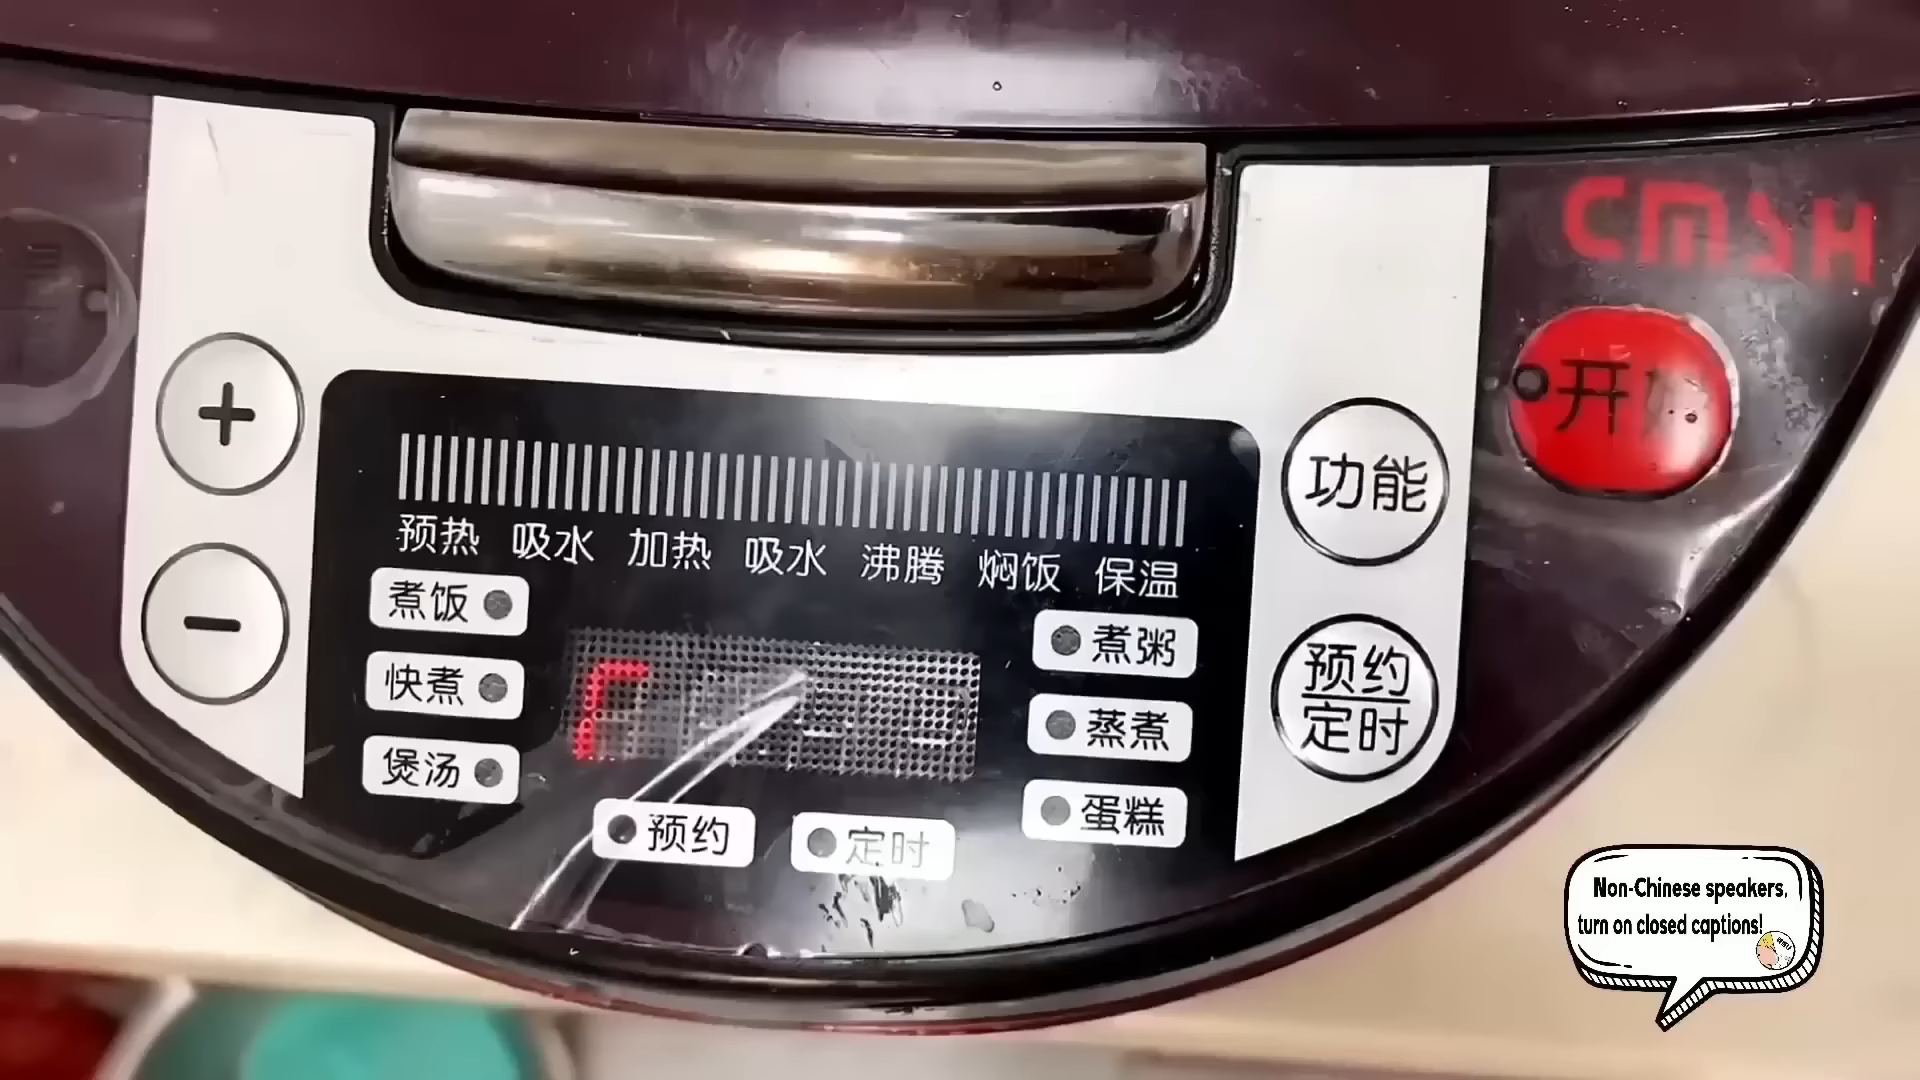 CMSH
+
开始
功能
预热 吸水 加热 吸水 沸腾 焖饭 保温
煮饭
煮粥
−
快煮
预约
定时
蒸煮
煲汤
蛋糕
预约
定时
Non-Chinese speakers,
turn on closed captions!